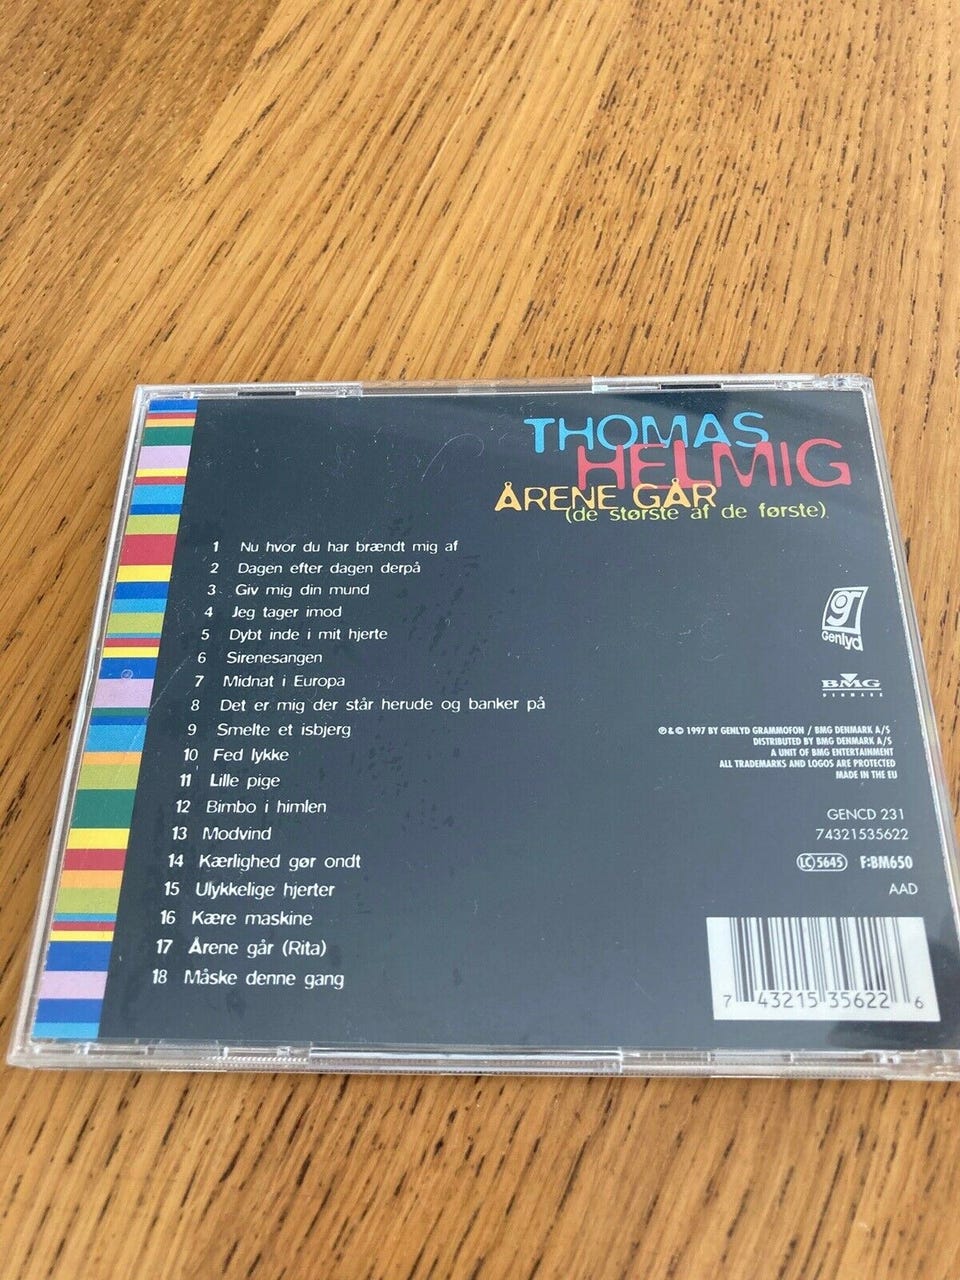 THOMAS
HELMIG
ÅRENE GÅR
(de største af de første)
1 Nu hvor du har brændt mig af
2 Dagen efter dagen derpå
3 Giv mig din mund
4 Jeg tager imod
5 Dybt inde i mit hjerte
6 Sirenesangen
7 Midnat i Europa
8 Det er mig der står herude og banker på
9 Smelte et isbjerg
10 Fed lykke
11 Lille pige
12 Bimbo i himlen
13 Modvind
14 Kærlighed gør ondt
15 Ulykkelige hjerter
16 Kære maskine
17 Årene går (Rita)
18 Måske denne gang
g
Genlyd
BMG
DENMARK
℗ & © 1997 BY GENLYD GRAMMOFON / BMG DENMARK A/S
DISTRIBUTED BY BMG DENMARK A/S
A UNIT OF BMG ENTERTAINMENT
ALL TRADEMARKS AND LOGOS ARE PROTECTED
MADE IN THE EU
GENCD 231
74321535622
LC 5645 F:BM650
AAD
7 43215 35622 6